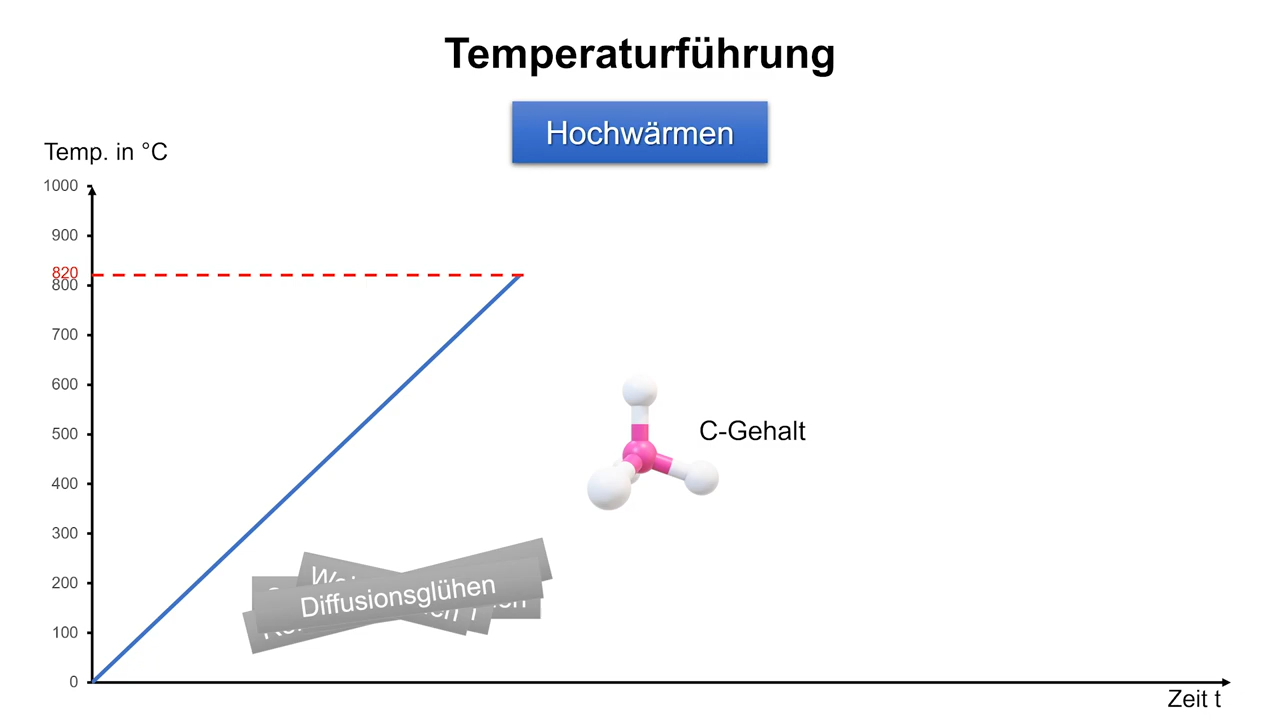 Temperaturführung
Hochwärmen
Temp. in °C
1000
900
820
800
700
600
500
400
300
200
100
0
C-Gehalt
Diffusionsglühen
Zeit t